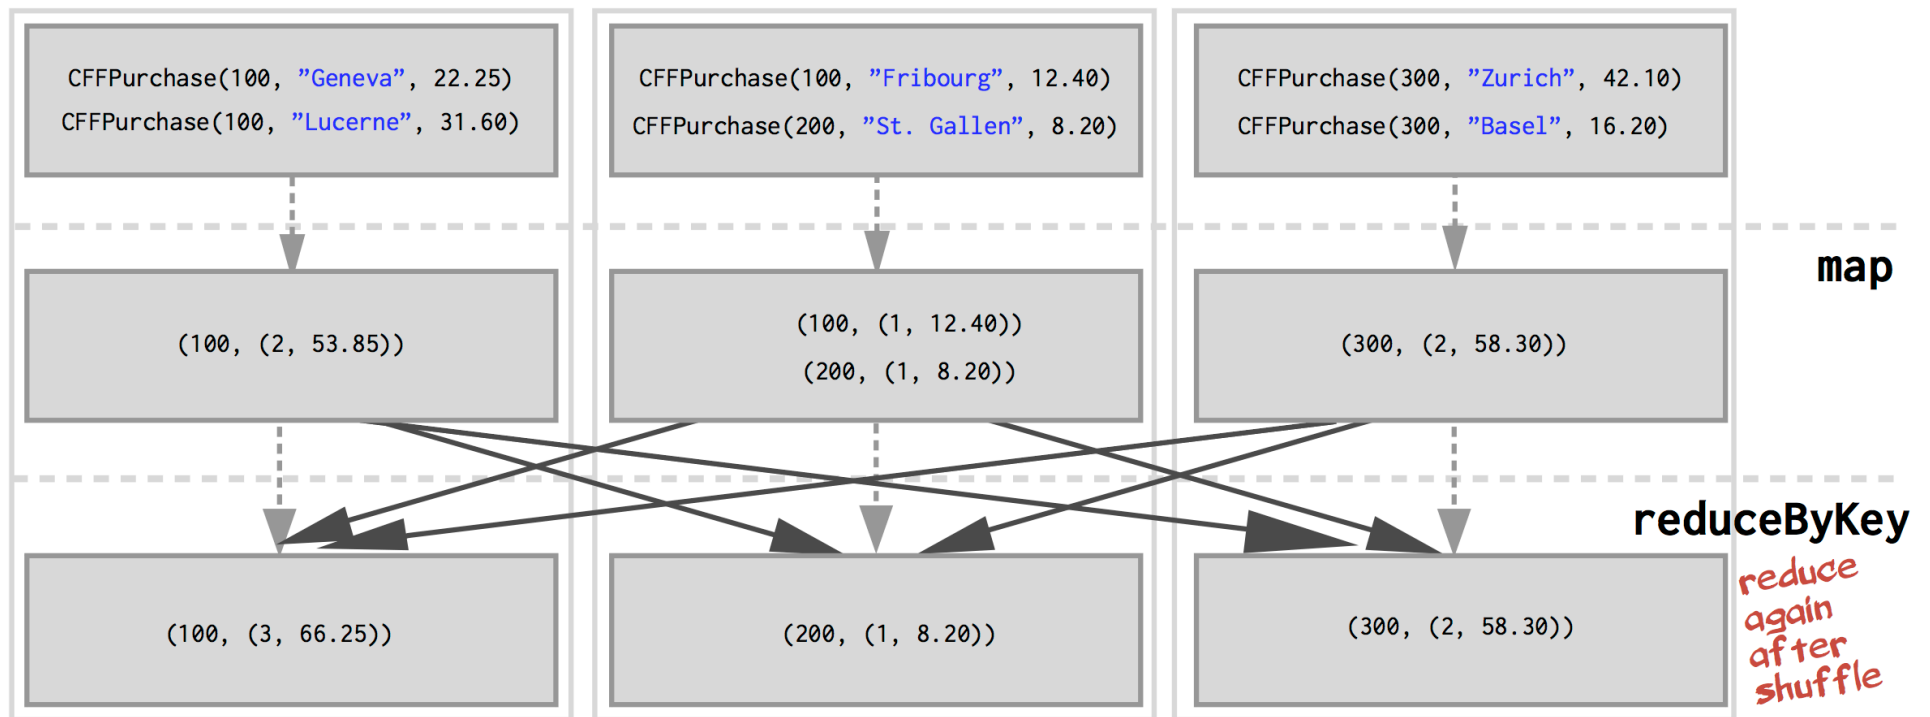 CFFPurchase(100, ”Geneva”, 22.25)
CFFPurchase(100, ”Lucerne”, 31.60)
CFFPurchase(100, ”Fribourg”, 12.40)
CFFPurchase(200, ”St. Gallen”, 8.20)
CFFPurchase(300, ”Zurich”, 42.10)
CFFPurchase(300, ”Basel”, 16.20)
map
(100, (2, 53.85))
(100, (1, 12.40))
(200, (1, 8.20))
(300, (2, 58.30))
reduceByKey
(100, (3, 66.25))
(200, (1, 8.20))
(300, (2, 58.30))
reduce
again
after
shuffle